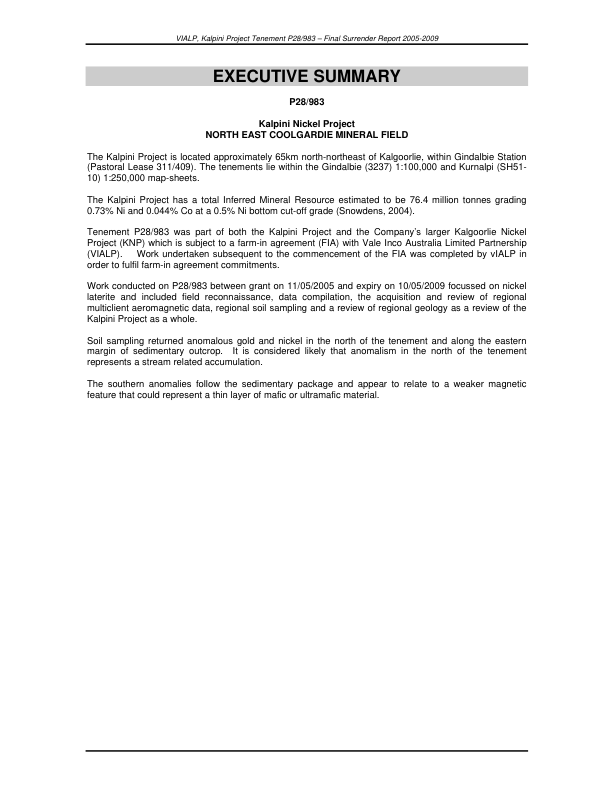 VIALP, Kalpini Project Tenement P28/983 – Final Surrender Report 2005-2009
EXECUTIVE SUMMARY
P28/983
Kalpini Nickel Project
NORTH EAST COOLGARDIE MINERAL FIELD
The Kalpini Project is located approximately 65km north-northeast of Kalgoorlie, within Gindalbie Station
(Pastoral Lease 311/409). The tenements lie within the Gindalbie (3237) 1:100,000 and Kurnalpi (SH51-
10) 1:250,000 map-sheets.
The Kalpini Project has a total Inferred Mineral Resource estimated to be 76.4 million tonnes grading
0.73% Ni and 0.044% Co at a 0.5% Ni bottom cut-off grade (Snowdens, 2004).
Tenement P28/983 was part of both the Kalpini Project and the Company's larger Kalgoorlie Nickel
Project (KNP) which is subject to a farm-in agreement (FIA) with Vale Inco Australia Limited Partnership
(VIALP). Work undertaken subsequent to the commencement of the FIA was completed by vIALP in
order to fulfil farm-in agreement commitments.
Work conducted on P28/983 between grant on 11/05/2005 and expiry on 10/05/2009 focussed on nickel
laterite and included field reconnaissance, data compilation, the acquisition and review of regional
multiclient aeromagnetic data, regional soil sampling and a review of regional geology as a review of the
Kalpini Project as a whole.
Soil sampling returned anomalous gold and nickel in the north of the tenement and along the eastern
margin of sedimentary outcrop. It is considered likely that anomalism in the north of the tenement
represents a stream related accumulation.
The southern anomalies follow the sedimentary package and appear to relate to a weaker magnetic
feature that could represent a thin layer of mafic or ultramafic material.